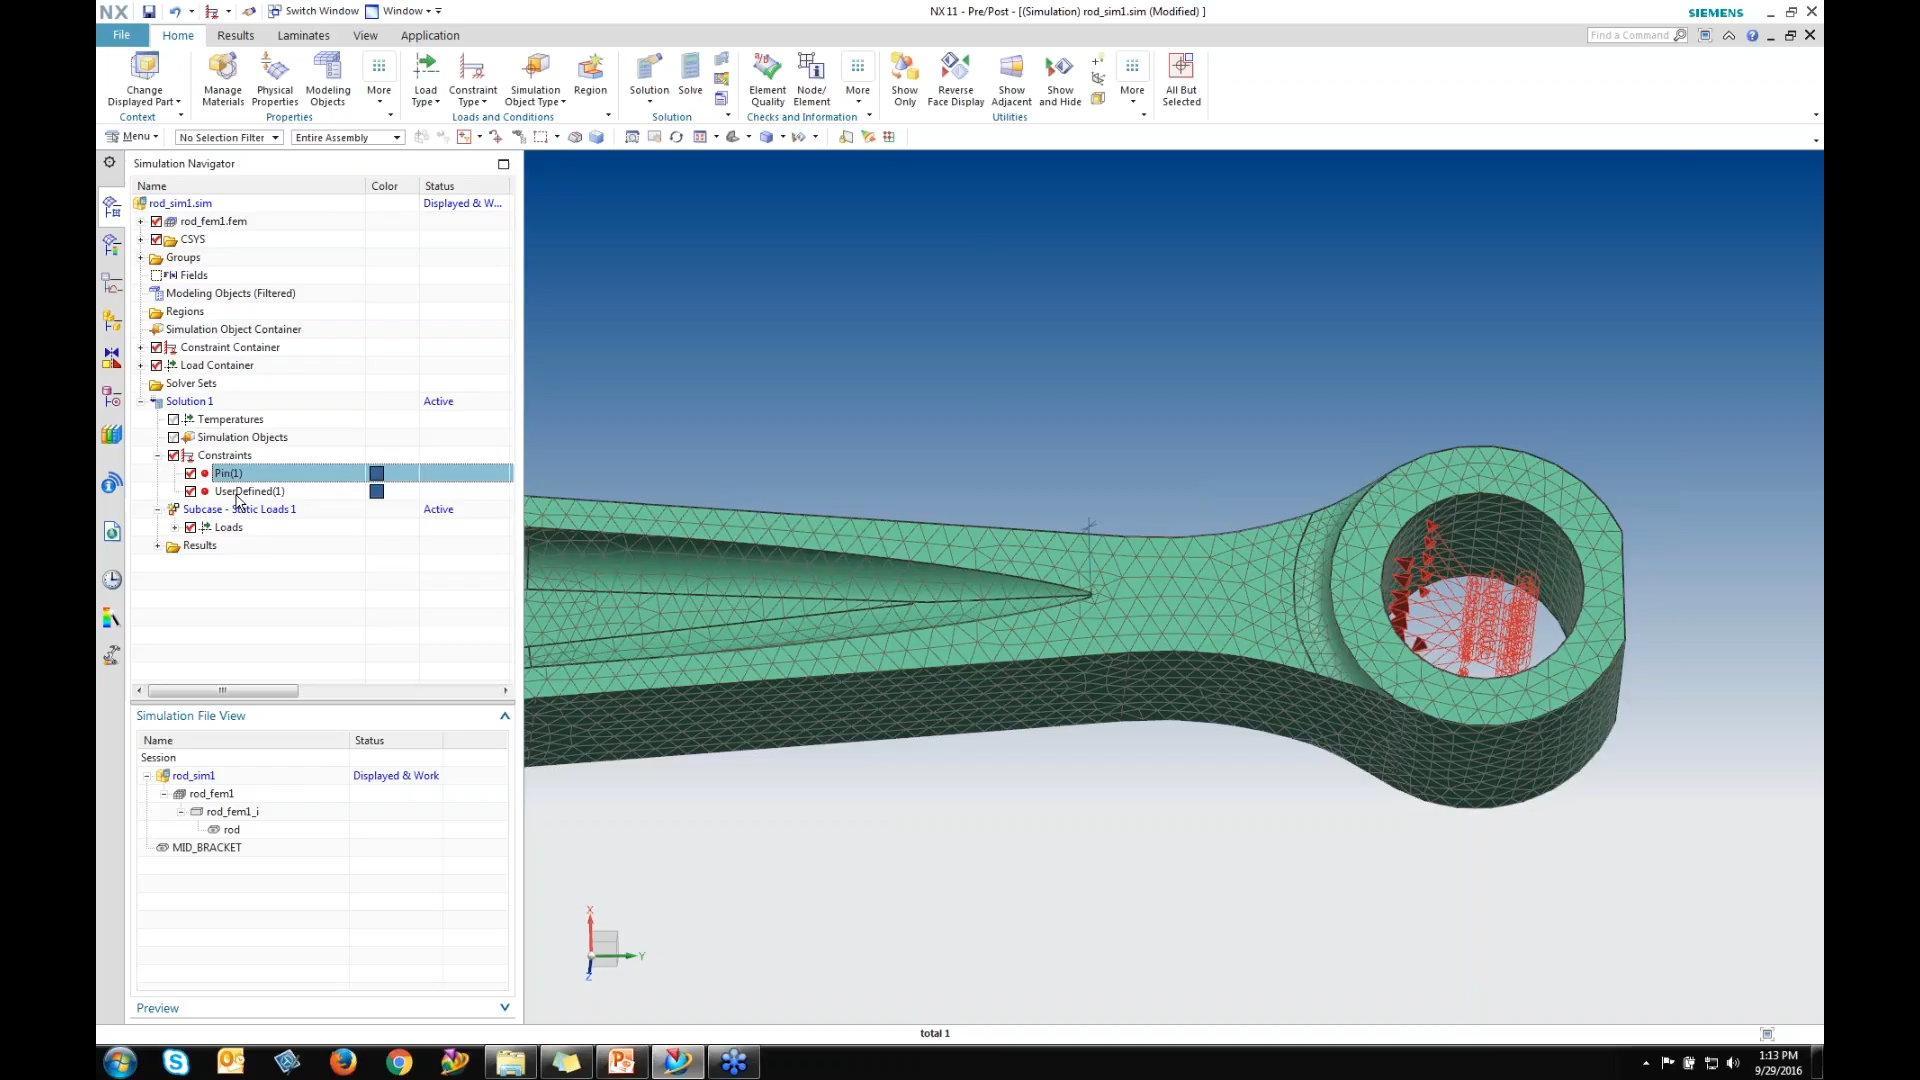 NX Switch Window Window NX 11 - Pre/Post - [(Simulation) rod_sim1.sim (Modified) ] SIEMENS
File Home Results Laminates View Application Find a Command
Change Displayed Part Manage Materials Physical Properties Modeling Objects More Load Type Constraint Type Simulation Object Type Region Solution Solve Element Quality Node/ Element More Show Only Reverse Face Display Show Adjacent Show and Hide More All But Selected
Context Properties Loads and Conditions Solution Checks and Information Utilities
Menu No Selection Filter Entire Assembly
Simulation Navigator
Name Color Status
rod_sim1.sim Displayed & W...
rod_fem1.fem
CSYS
Groups
Fields
Modeling Objects (Filtered)
Regions
Simulation Object Container
Constraint Container
Load Container
Solver Sets
Solution 1 Active
Temperatures
Simulation Objects
Constraints
Pin(1)
UserDefined(1)
Subcase - Static Loads 1 Active
Loads
Results
Simulation File View
Name Status
Session
rod_sim1 Displayed & Work
rod_fem1
rod_fem1_i
rod
MID_BRACKET
X
Y
Z
Preview
total 1
1:13 PM
9/29/2016